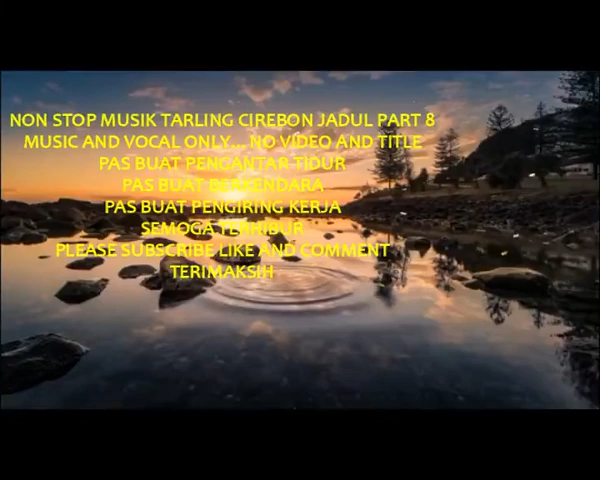 NON STOP MUSIK TARLING CIREBON JADUL PART 8
MUSIC AND VOCAL ONLY... NO VIDEO AND TITLE
PAS BUAT PENGANTAR TIDUR
PAS BUAT BERKENDARA
PAS BUAT PENGIRING KERJA
SEMOGA TERHIBUR
PLEASE SUBSCRIBE LIKE AND COMMENT
TERIMAKSIH